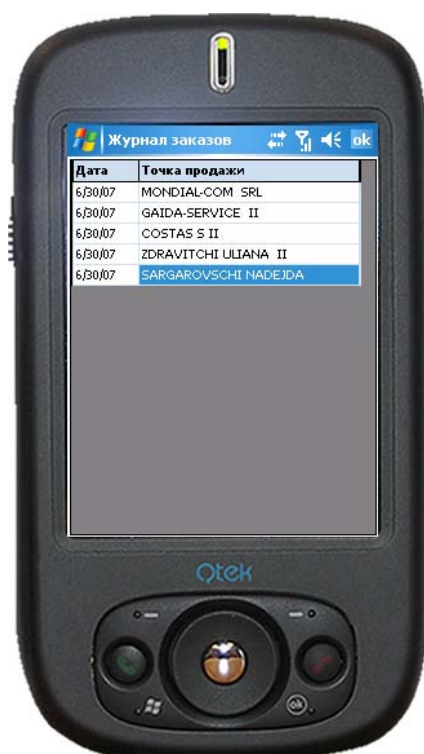 Журнал заказов ok
Дата Точка продажи
6/30/07 MONDIAL-COM SRL
6/30/07 GAIDA-SERVICE II
6/30/07 COSTAS S II
6/30/07 ZDRAVITCHI ULIANA II
6/30/07 SARGAROVSCHI NADEJDA
Qtek
ok